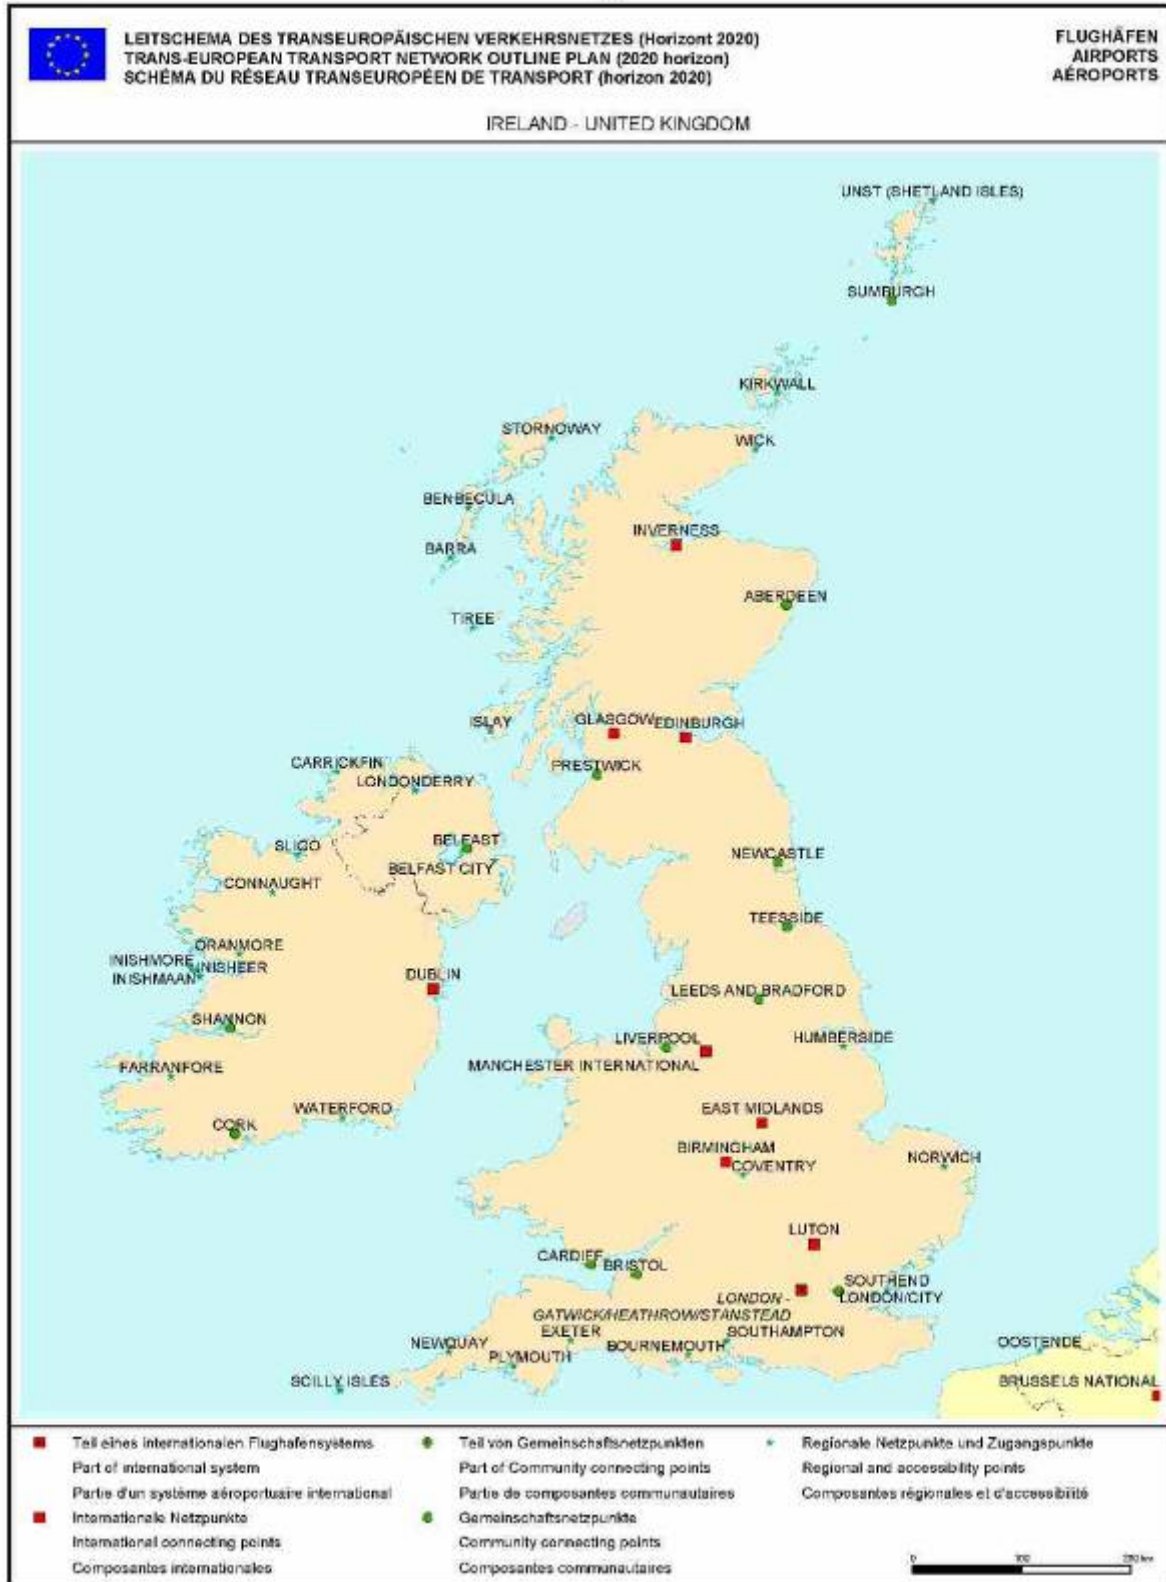 LEITSCHEMA DES TRANSEUROPÄISCHEN VERKEHRSNETZES (Horizont 2020)
TRANS-EUROPEAN TRANSPORT NETWORK OUTLINE PLAN (2020 horizon)
SCHÉMA DU RÉSEAU TRANSEUROPÉEN DE TRANSPORT (horizon 2020)
FLUGHÄFEN
AIRPORTS
AÉROPORTS
IRELAND - UNITED KINGDOM
UNST (SHETLAND ISLES)
SUMBURGH
KIRKWALL
STORNOWAY
WICK
BENBECULA
INVERNESS
BARRA
ABERDEEN
TIREE
ISLAY
GLASGOW
EDINBURGH
CARRICKFIN
PRESTWICK
LONDONDERRY
BELFAST
SLIGO
NEWCASTLE
BELFAST CITY
CONNAUGHT
TEESSIDE
ORANMORE
INISHMORE
INISHEER
INISHMAAN
DUBLIN
LEEDS AND BRADFORD
SHANNON
LIVERPOOL
HUMBERSIDE
FARRANFORE
MANCHESTER INTERNATIONAL
WATERFORD
EAST MIDLANDS
CORK
BIRMINGHAM
COVENTRY
NORWICH
LUTON
CARDIFF
BRISTOL
SOUTHEND
LONDON/CITY
LONDON -
GATWICK/HEATHROW/STANSTEAD
EXETER
SOUTHAMPTON
NEWQUAY
BOURNEMOUTH
OOSTENDE
PLYMOUTH
SCILLY ISLES
BRUSSELS NATIONAL
Teil eines internationalen Flughafensystems
Part of international system
Partie d'un système aéroportuaire international
Internationale Netzpunkte
International connecting points
Composantes internationales
Teil von Gemeinschaftsnetzpunkten
Part of Community connecting points
Partie de composantes communautaires
Gemeinschaftsnetzpunkte
Community connecting points
Composantes communautaires
Regionale Netzpunkte und Zugangspunkte
Regional and accessibility points
Composantes régionales et d'accessibilité
0 100 200 km